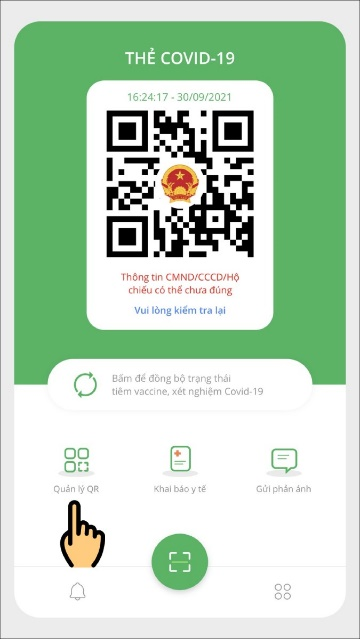 THẺ COVID-19
16:24:17 - 30/09/2021
Thông tin CMND/CCCD/Hộ
chiếu có thể chưa đúng
Vui lòng kiểm tra lại
Bấm để đồng bộ trạng thái
tiêm vaccine, xét nghiệm Covid-19
Quản lý QR
Khai báo y tế
Gửi phản ánh